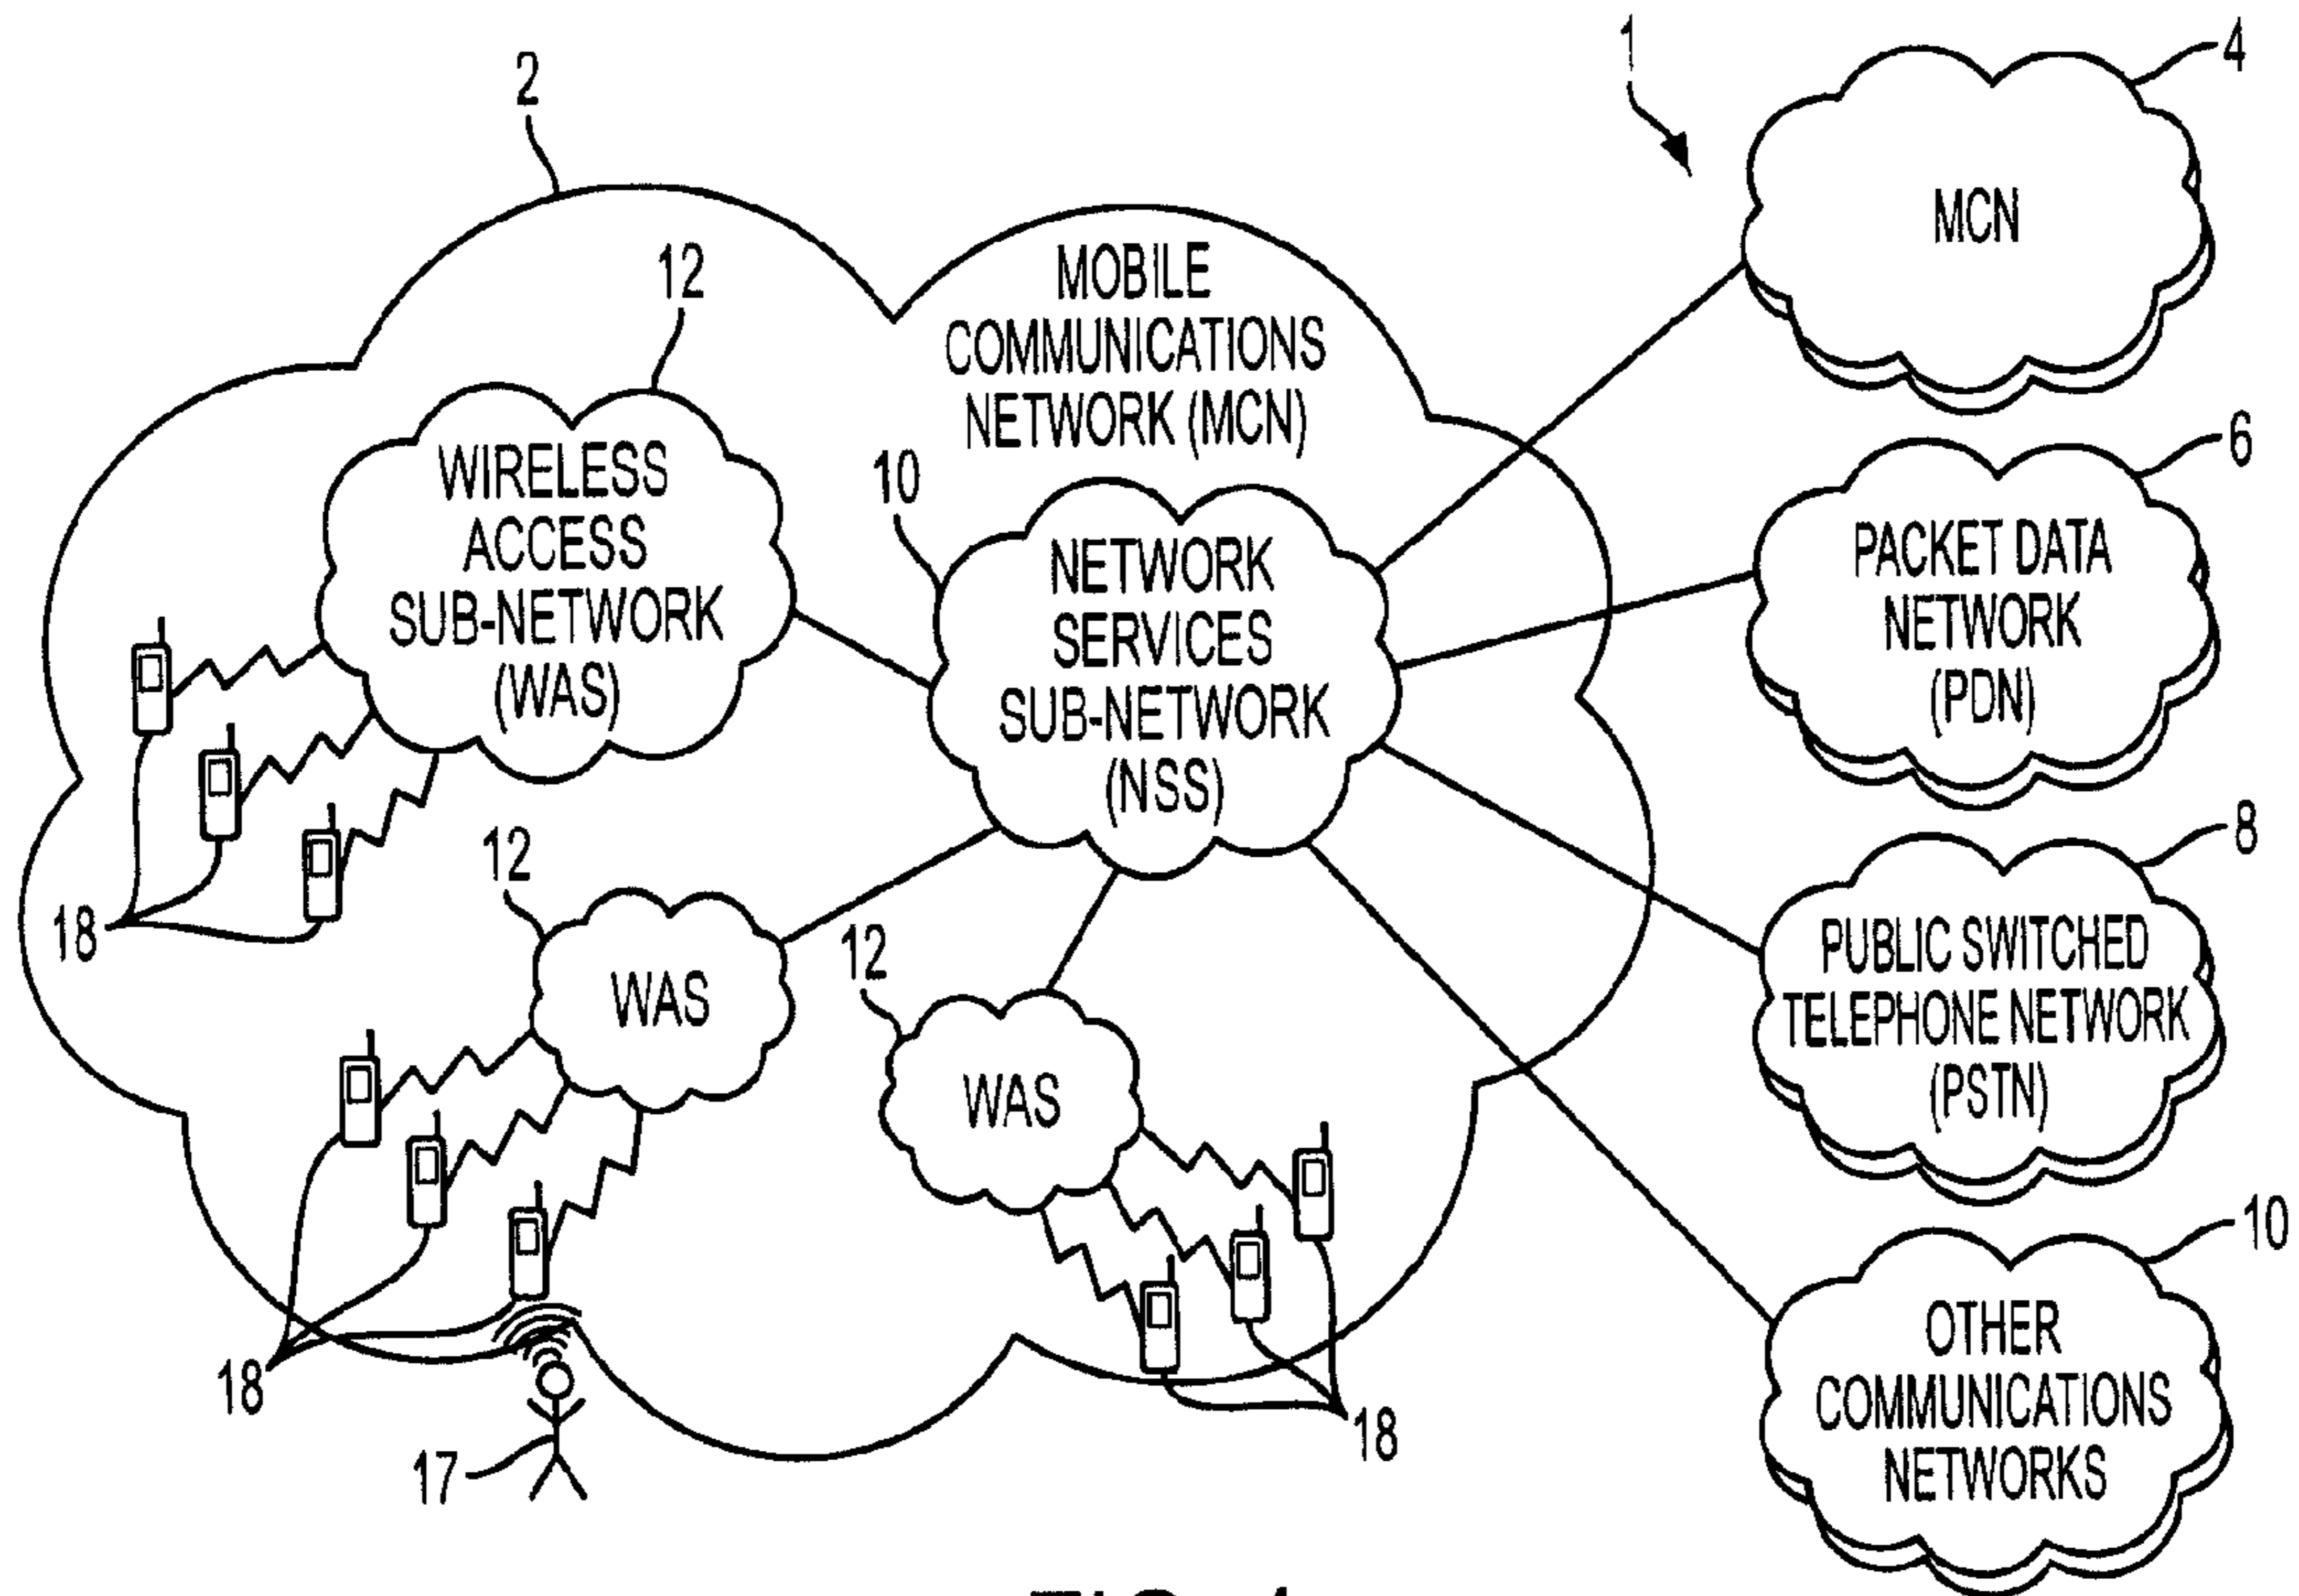 1
4
2
MCN
12
MOBILE
COMMUNICATIONS
NETWORK (MCN)
6
WIRELESS
ACCESS
SUB-NETWORK
(WAS)
10
NETWORK
SERVICES
SUB-NETWORK
(NSS)
PACKET DATA
NETWORK
(PDN)
8
12
18
WAS
12
WAS
PUBLIC SWITCHED
TELEPHONE NETWORK
(PSTN)
10
18
17
18
OTHER
COMMUNICATIONS
NETWORKS